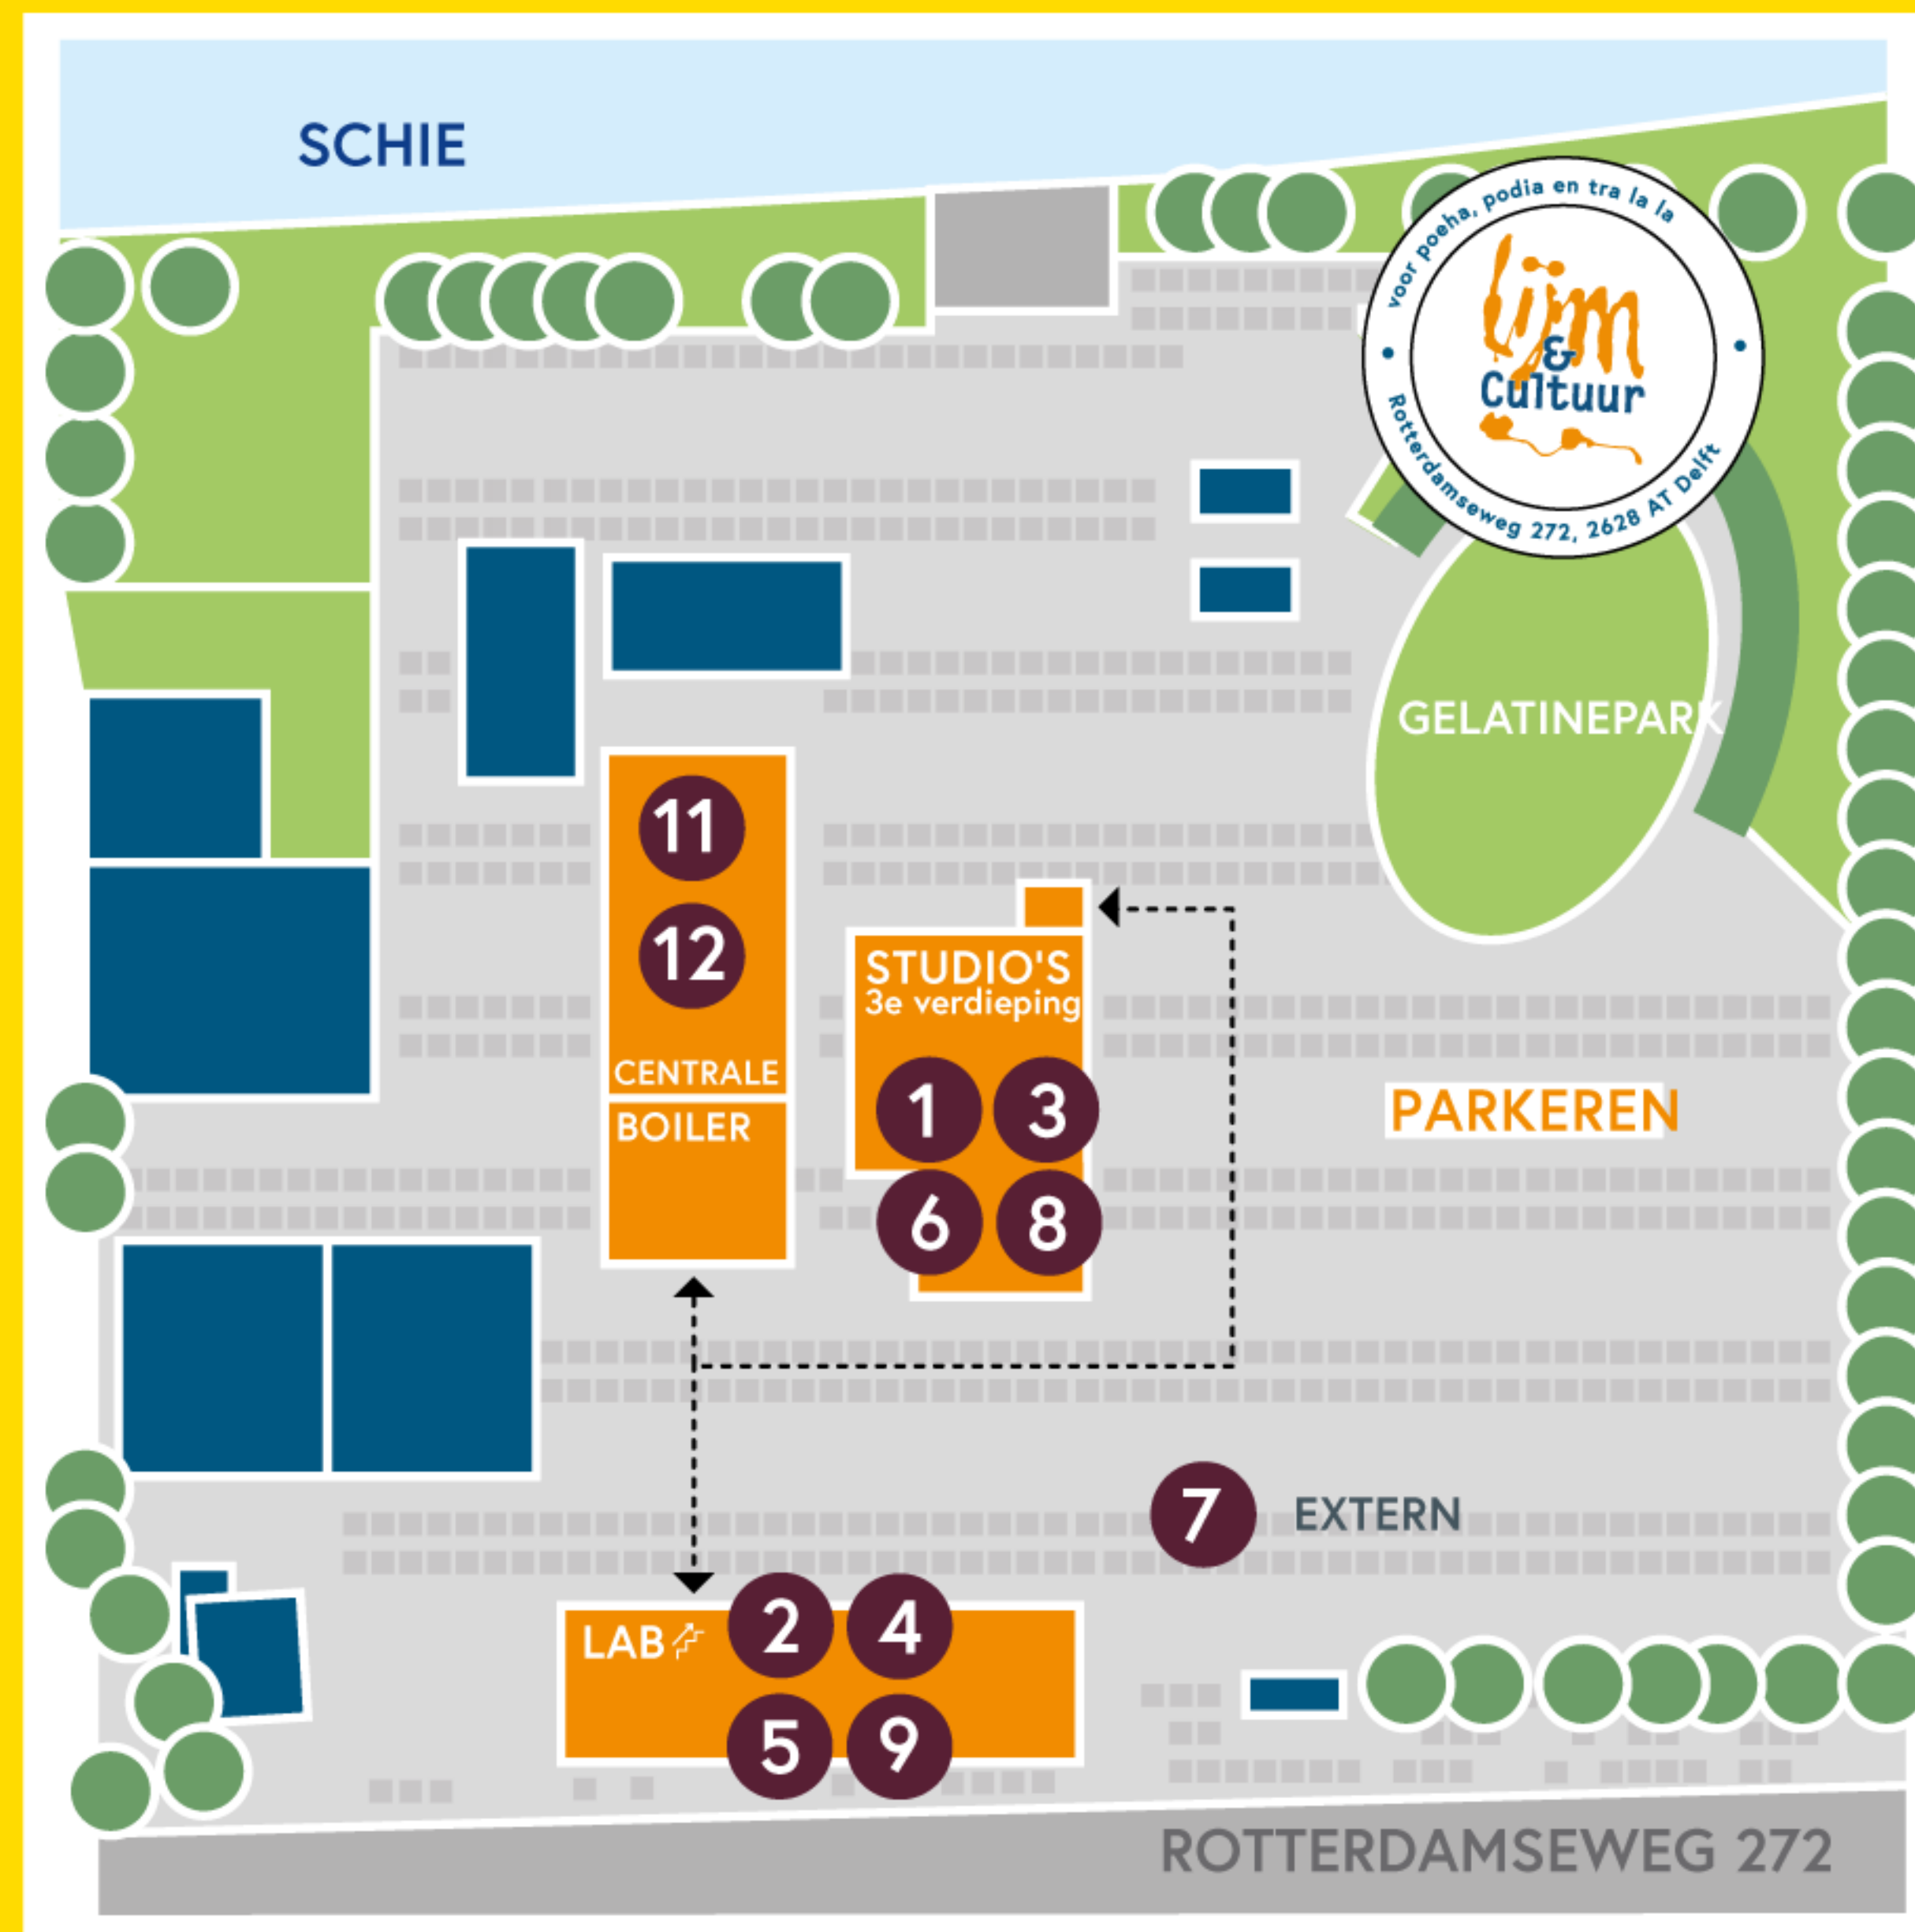 SCHIE
voor poeha, podia en tra la la
lijm
&
Cultuur
Rotterdamseweg 272, 2628 AT Delft
GELATINEPARK
11
12
CENTRALE
BOILER
STUDIO'S
3e verdieping
1 3
6 8
PARKEREN
7 EXTERN
LAB 2 4
5 9
ROTTERDAMSEWEG 272